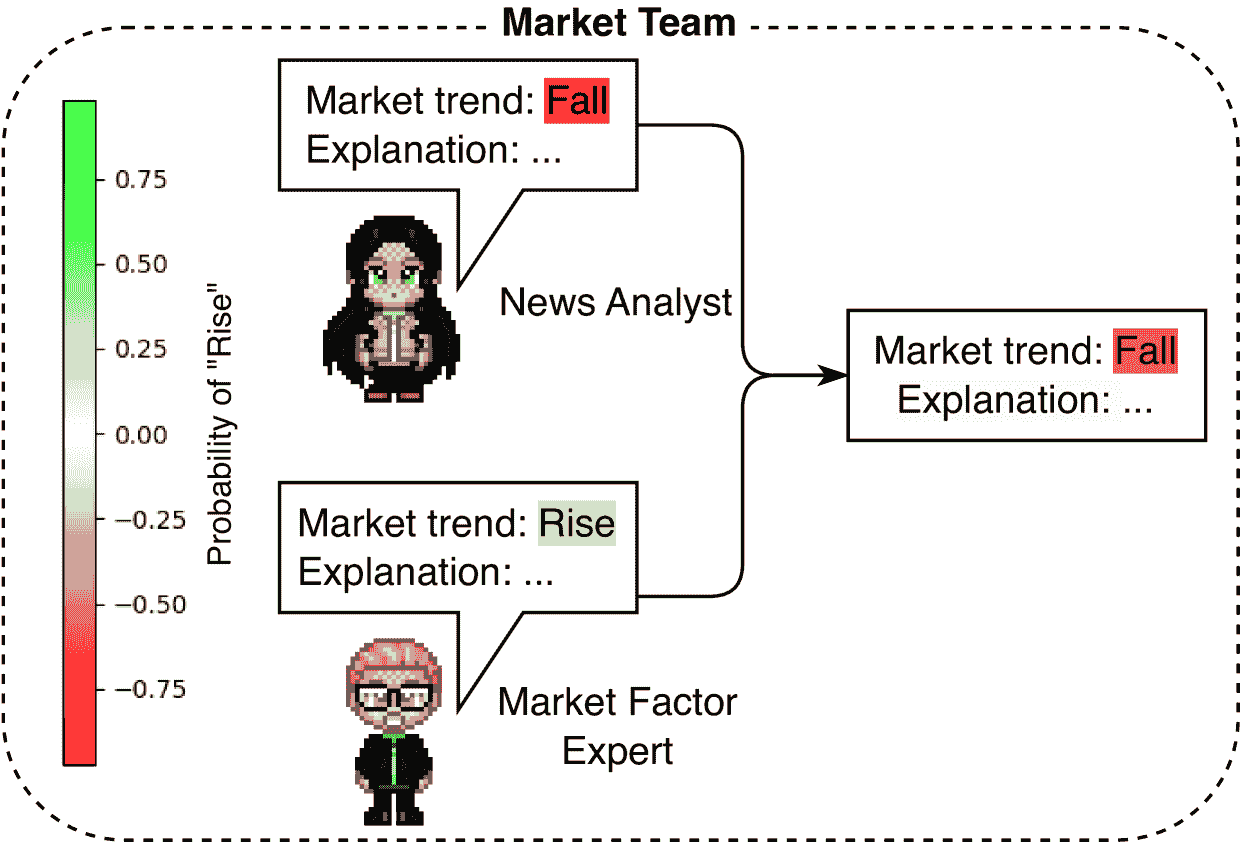 Market Team
Market trend: Fall
Explanation: ...
News Analyst
0.75
0.50
0.25
0.00
−0.25
−0.50
−0.75
Probability of "Rise"
Market trend: Fall
Explanation: ...
Market trend: Rise
Explanation: ...
Market Factor
Expert